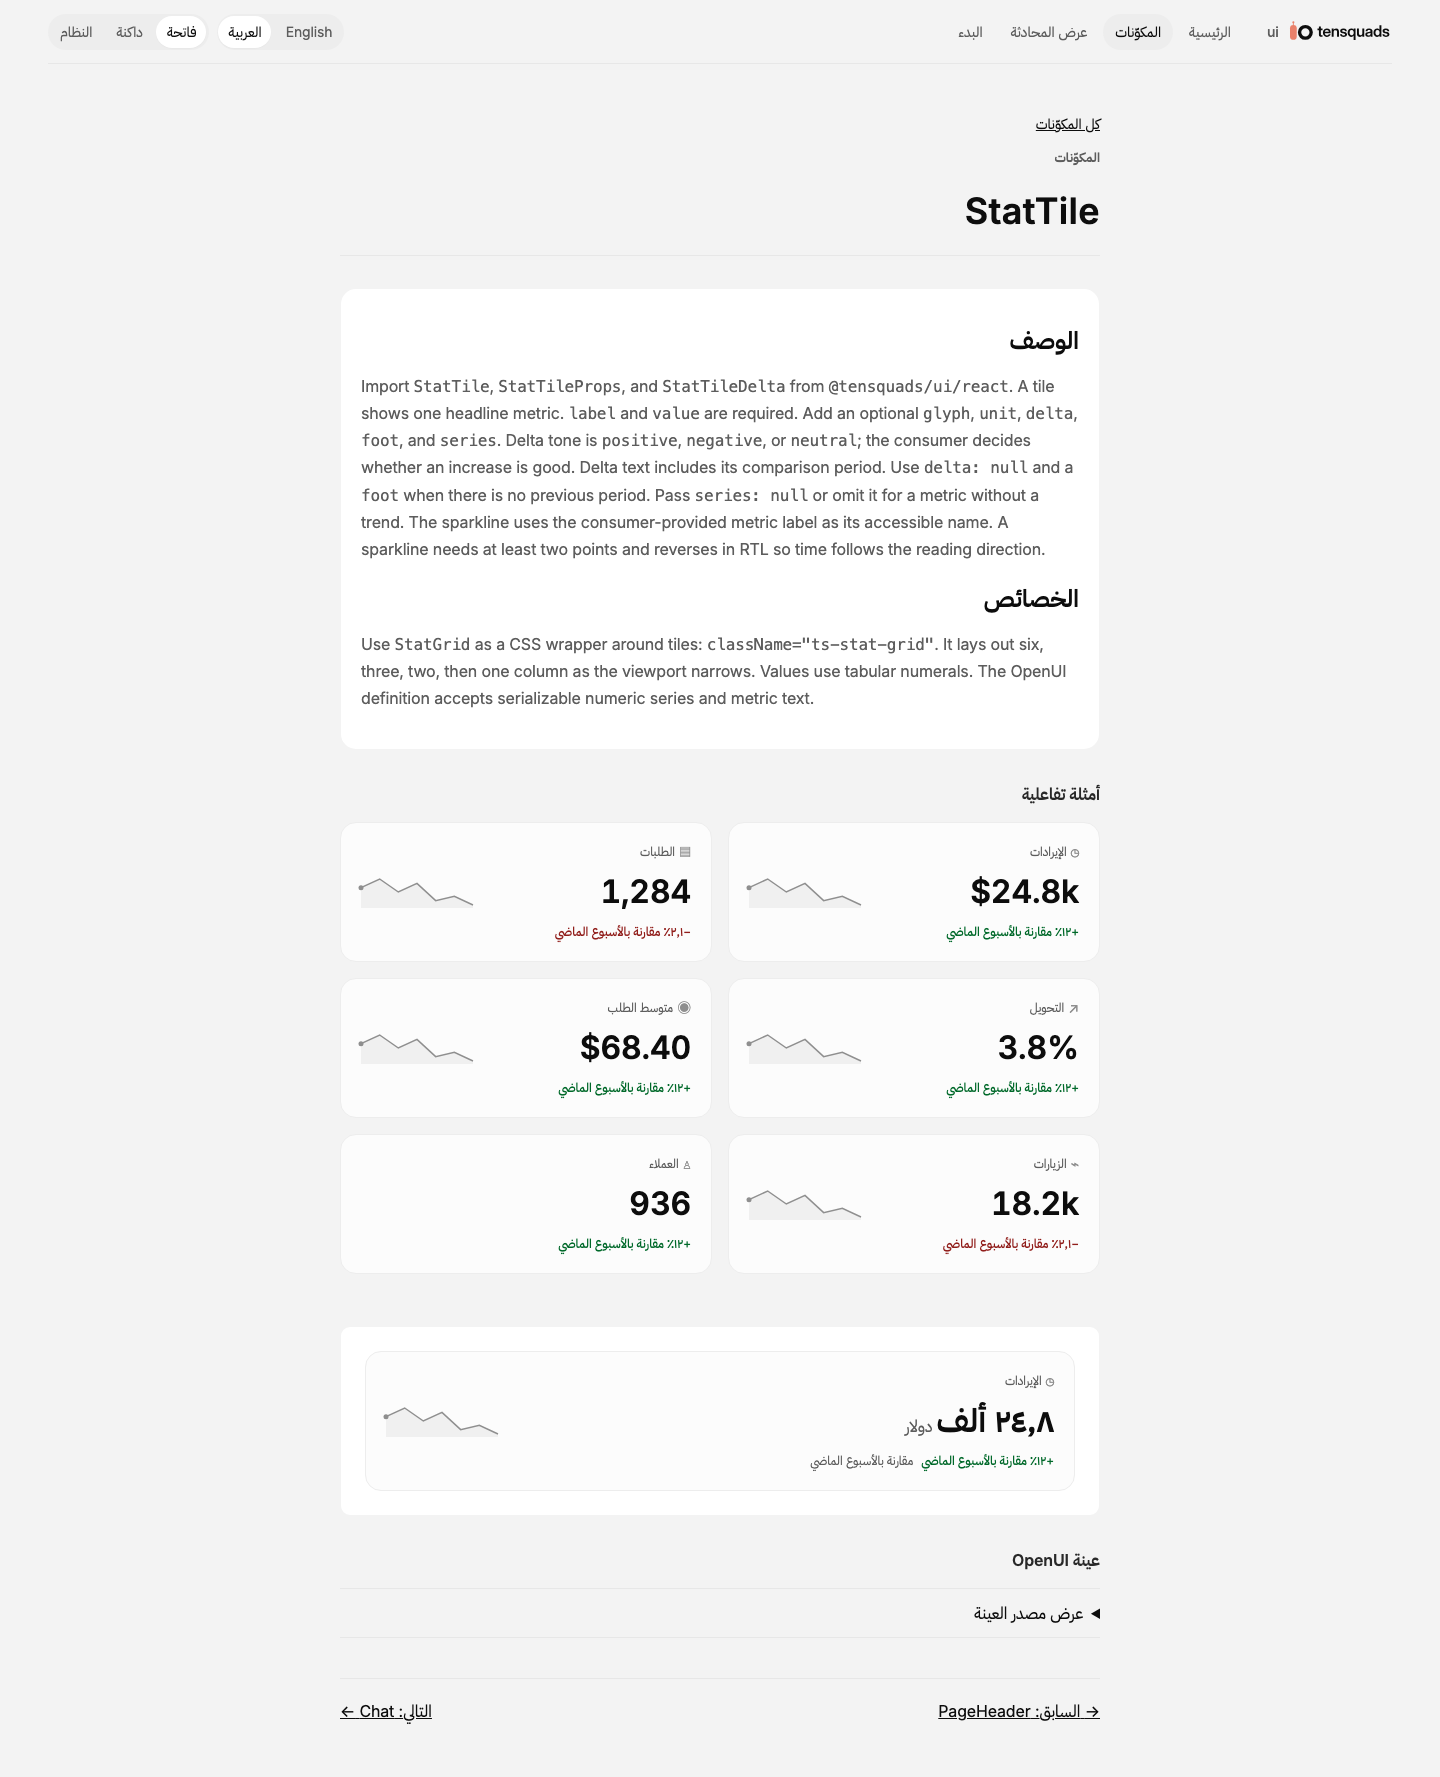 tensquads ui
الرئيسية
المكوّنات
عرض المحادثة
البدء
English
العربية
فاتحة
داكنة
النظام
كل المكوّنات
المكوّنات
StatTile
الوصف
Import StatTile, StatTileProps, and StatTileDelta from @tensquads/ui/react. A tile
shows one headline metric. label and value are required. Add an optional glyph, unit, delta,
foot, and series. Delta tone is positive, negative, or neutral; the consumer decides
whether an increase is good. Delta text includes its comparison period. Use delta: null and a
foot when there is no previous period. Pass series: null or omit it for a metric without a
trend. The sparkline uses the consumer-provided metric label as its accessible name. A
sparkline needs at least two points and reverses in RTL so time follows the reading direction.
الخصائص
Use StatGrid as a CSS wrapper around tiles: className="ts-stat-grid". It lays out six,
three, two, then one column as the viewport narrows. Values use tabular numerals. The OpenUI
definition accepts serializable numeric series and metric text.
أمثلة تفاعلية
◷ الإيرادات
$24.8k
+١٢٪ مقارنة بالأسبوع الماضي
▤ الطلبات
1,284
−٢,١٪ مقارنة بالأسبوع الماضي
↗ التحويل
3.8%
+١٢٪ مقارنة بالأسبوع الماضي
◉ متوسط الطلب
$68.40
+١٢٪ مقارنة بالأسبوع الماضي
⌁ الزيارات
18.2k
−٢,١٪ مقارنة بالأسبوع الماضي
♙ العملاء
936
+١٢٪ مقارنة بالأسبوع الماضي
◷ الإيرادات
٢٤,٨ ألف دولار
+١٢٪ مقارنة بالأسبوع الماضي مقارنة بالأسبوع الماضي
عينة OpenUI
عرض مصدر العينة
→ السابق: PageHeader
التالي: Chat ←